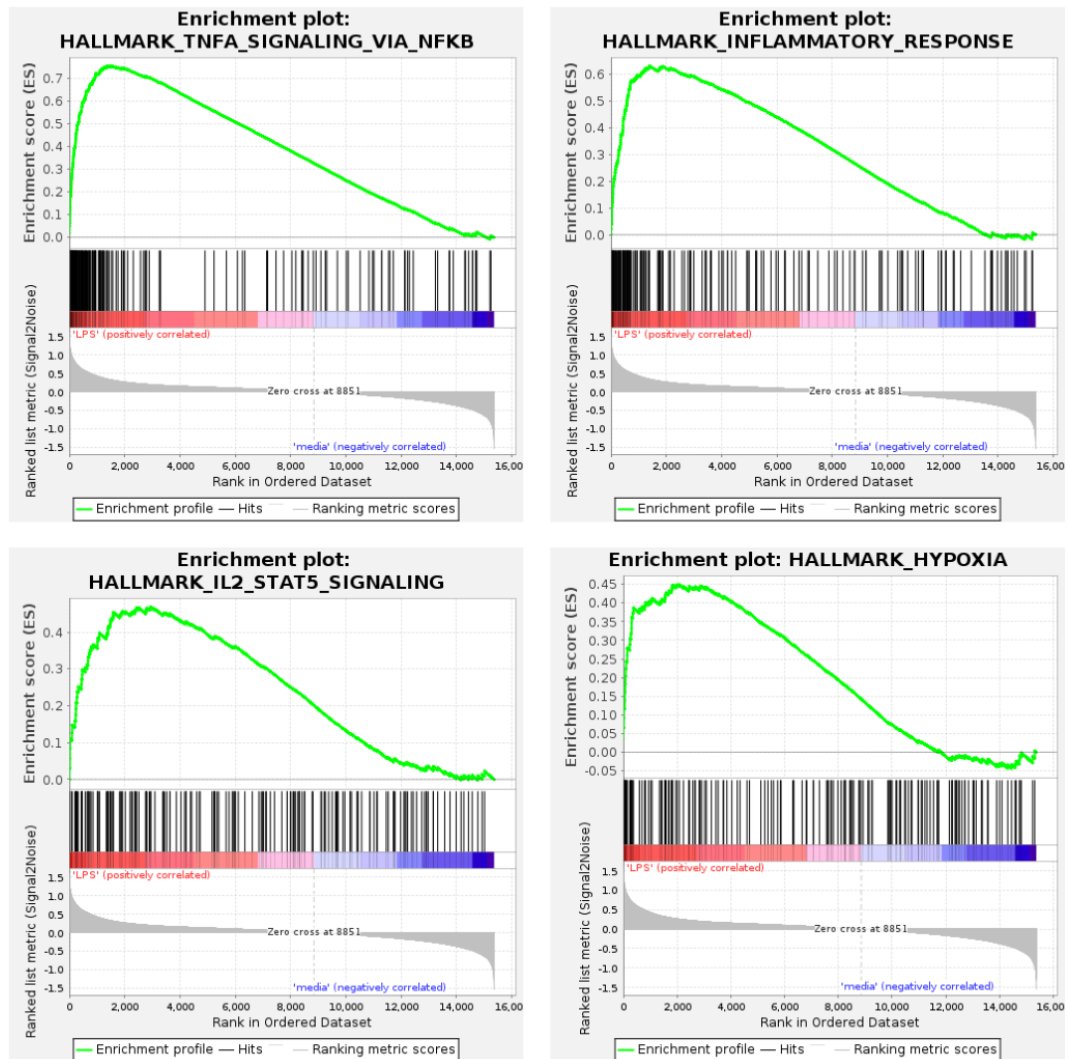 Enrichment plot:
HALLMARK_TNFA_SIGNALING_VIA_NFKB
Enrichment score (ES)
0.7
0.6
0.5
0.4
0.3
0.2
0.1
0.0
Ranked list metric (Signal2Noise)
'LPS' (positively correlated)
1.5
1.0
0.5
0.0
-0.5
-1.0
-1.5
Zero cross at 8851
'media' (negatively correlated)
0 2,000 4,000 6,000 8,000 10,000 12,000 14,000 16,00
Rank in Ordered Dataset
Enrichment profile Hits Ranking metric scores
Enrichment plot:
HALLMARK_INFLAMMATORY_RESPONSE
Enrichment score (ES)
0.6
0.5
0.4
0.3
0.2
0.1
0.0
Ranked list metric (Signal2Noise)
'LPS' (positively correlated)
1.5
1.0
0.5
0.0
-0.5
-1.0
-1.5
Zero cross at 8851
'media' (negatively correlated)
0 2,000 4,000 6,000 8,000 10,000 12,000 14,000 16,000
Rank in Ordered Dataset
Enrichment profile Hits Ranking metric scores
Enrichment plot:
HALLMARK_IL2_STAT5_SIGNALING
Enrichment score (ES)
0.4
0.3
0.2
0.1
0.0
Ranked list metric (Signal2Noise)
'LPS' (positively correlated)
1.5
1.0
0.5
0.0
-0.5
-1.0
-1.5
Zero cross at 8851
'media' (negatively correlated)
0 2,000 4,000 6,000 8,000 10,000 12,000 14,000 16,000
Rank in Ordered Dataset
Enrichment profile Hits Ranking metric scores
Enrichment plot: HALLMARK_HYPOXIA
Enrichment score (ES)
0.45
0.40
0.35
0.30
0.25
0.20
0.15
0.10
0.05
0.00
-0.05
Ranked list metric (Signal2Noise)
'LPS' (positively correlated)
1.5
1.0
0.5
0.0
-0.5
-1.0
-1.5
Zero cross at 8851
'media' (negatively correlated)
0 2,000 4,000 6,000 8,000 10,000 12,000 14,000 16,000
Rank in Ordered Dataset
Enrichment profile Hits Ranking metric scores